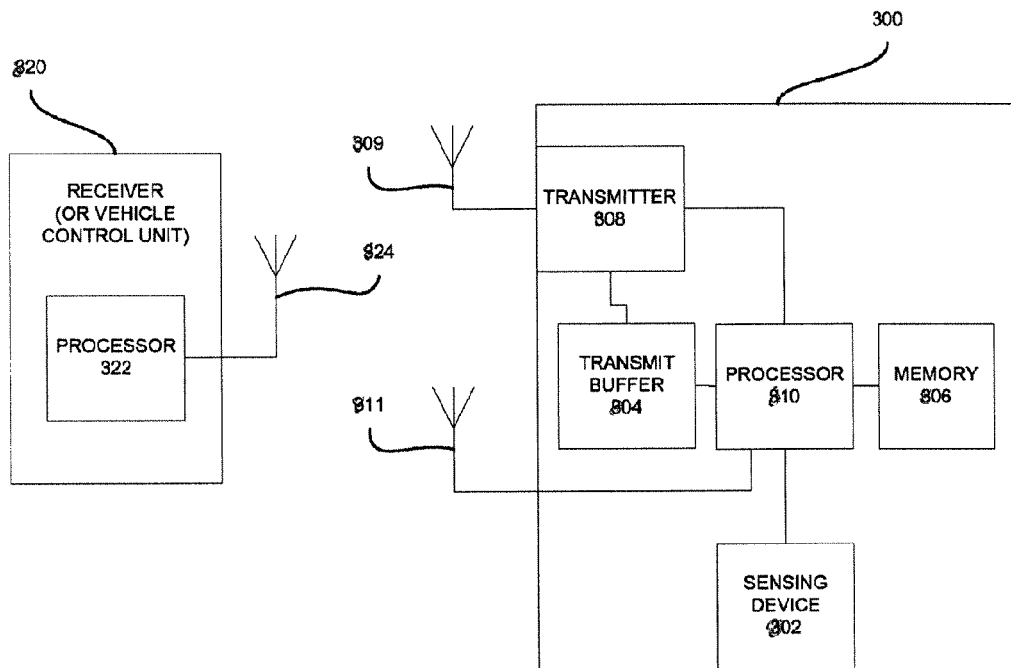 300
320
309
RECEIVER
(OR VEHICLE
CONTROL UNIT)
TRANSMITTER
308
324
PROCESSOR
322
TRANSMIT
BUFFER
304
PROCESSOR
310
MEMORY
306
311
SENSING
DEVICE
302